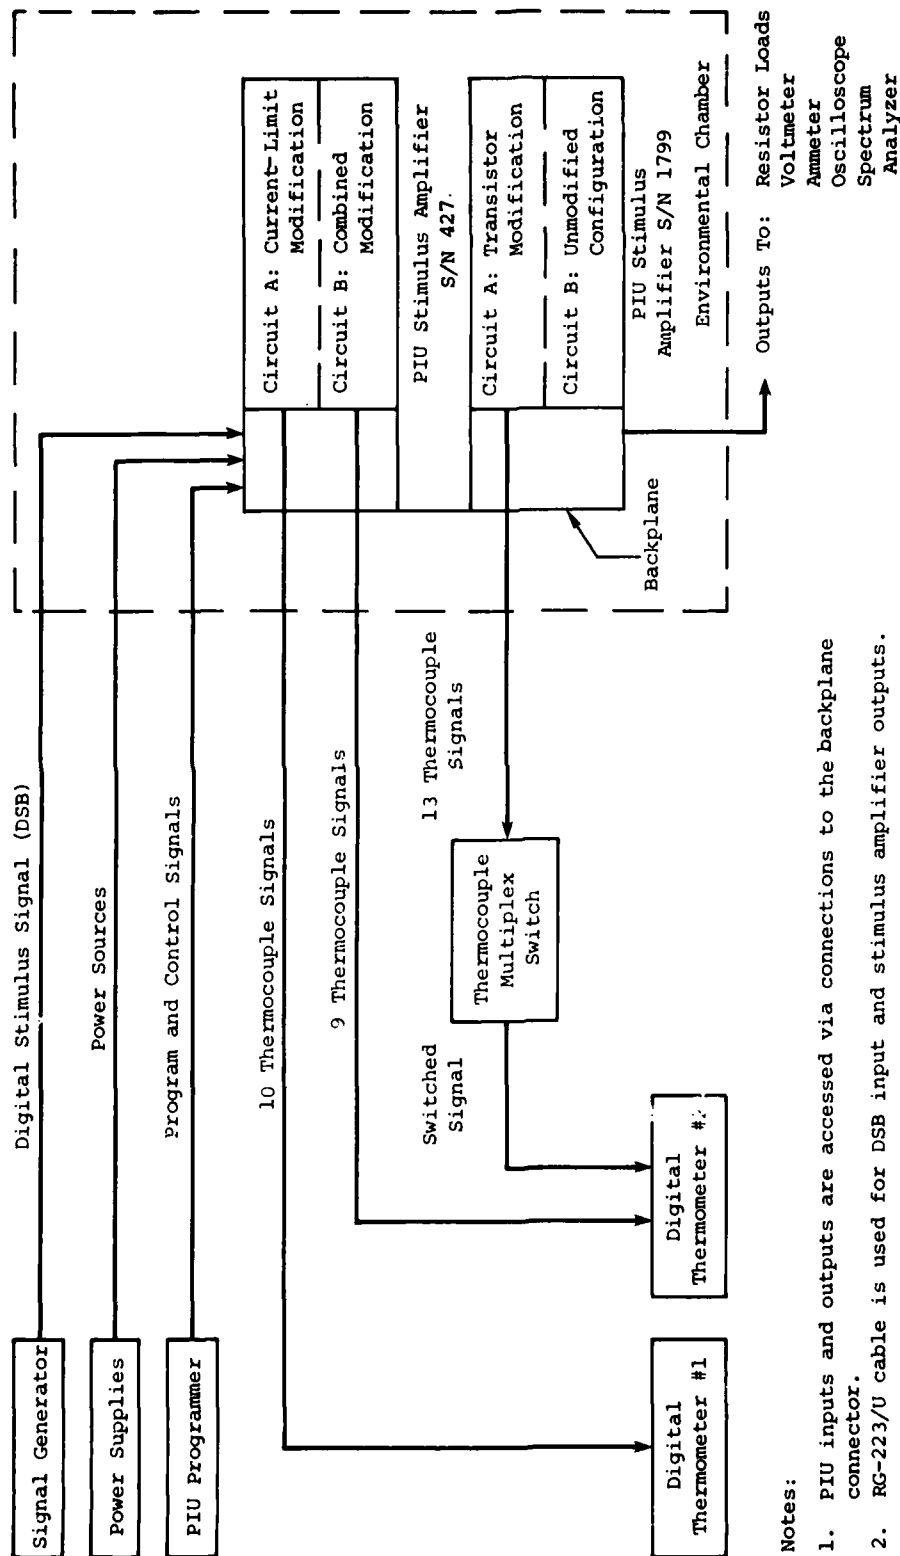 Signal Generator
Digital Stimulus Signal (DSB)
Power Supplies
Power Sources
PIU Programmer
Program and Control Signals
10 Thermocouple Signals
9 Thermocouple Signals
Circuit A: Current-Limit
Modification
Circuit B: Combined
Modification
PIU Stimulus Amplifier
S/N 427
13 Thermocouple
Signals
Thermocouple
Multiplex
Switch
Switched
Signal
Circuit A: Transistor
Modification
Circuit B: Unmodified
Configuration
PIU Stimulus
Amplifier S/N 1799
Environmental Chamber
Backplane
Digital
Thermometer #1
Digital
Thermometer #2
Outputs To: Resistor Loads
Voltmeter
Ammeter
Oscilloscope
Spectrum
Analyzer
Notes:
1. PIU inputs and outputs are accessed via connections to the backplane
connector.
2. RG-223/U cable is used for DSB input and stimulus amplifier outputs.